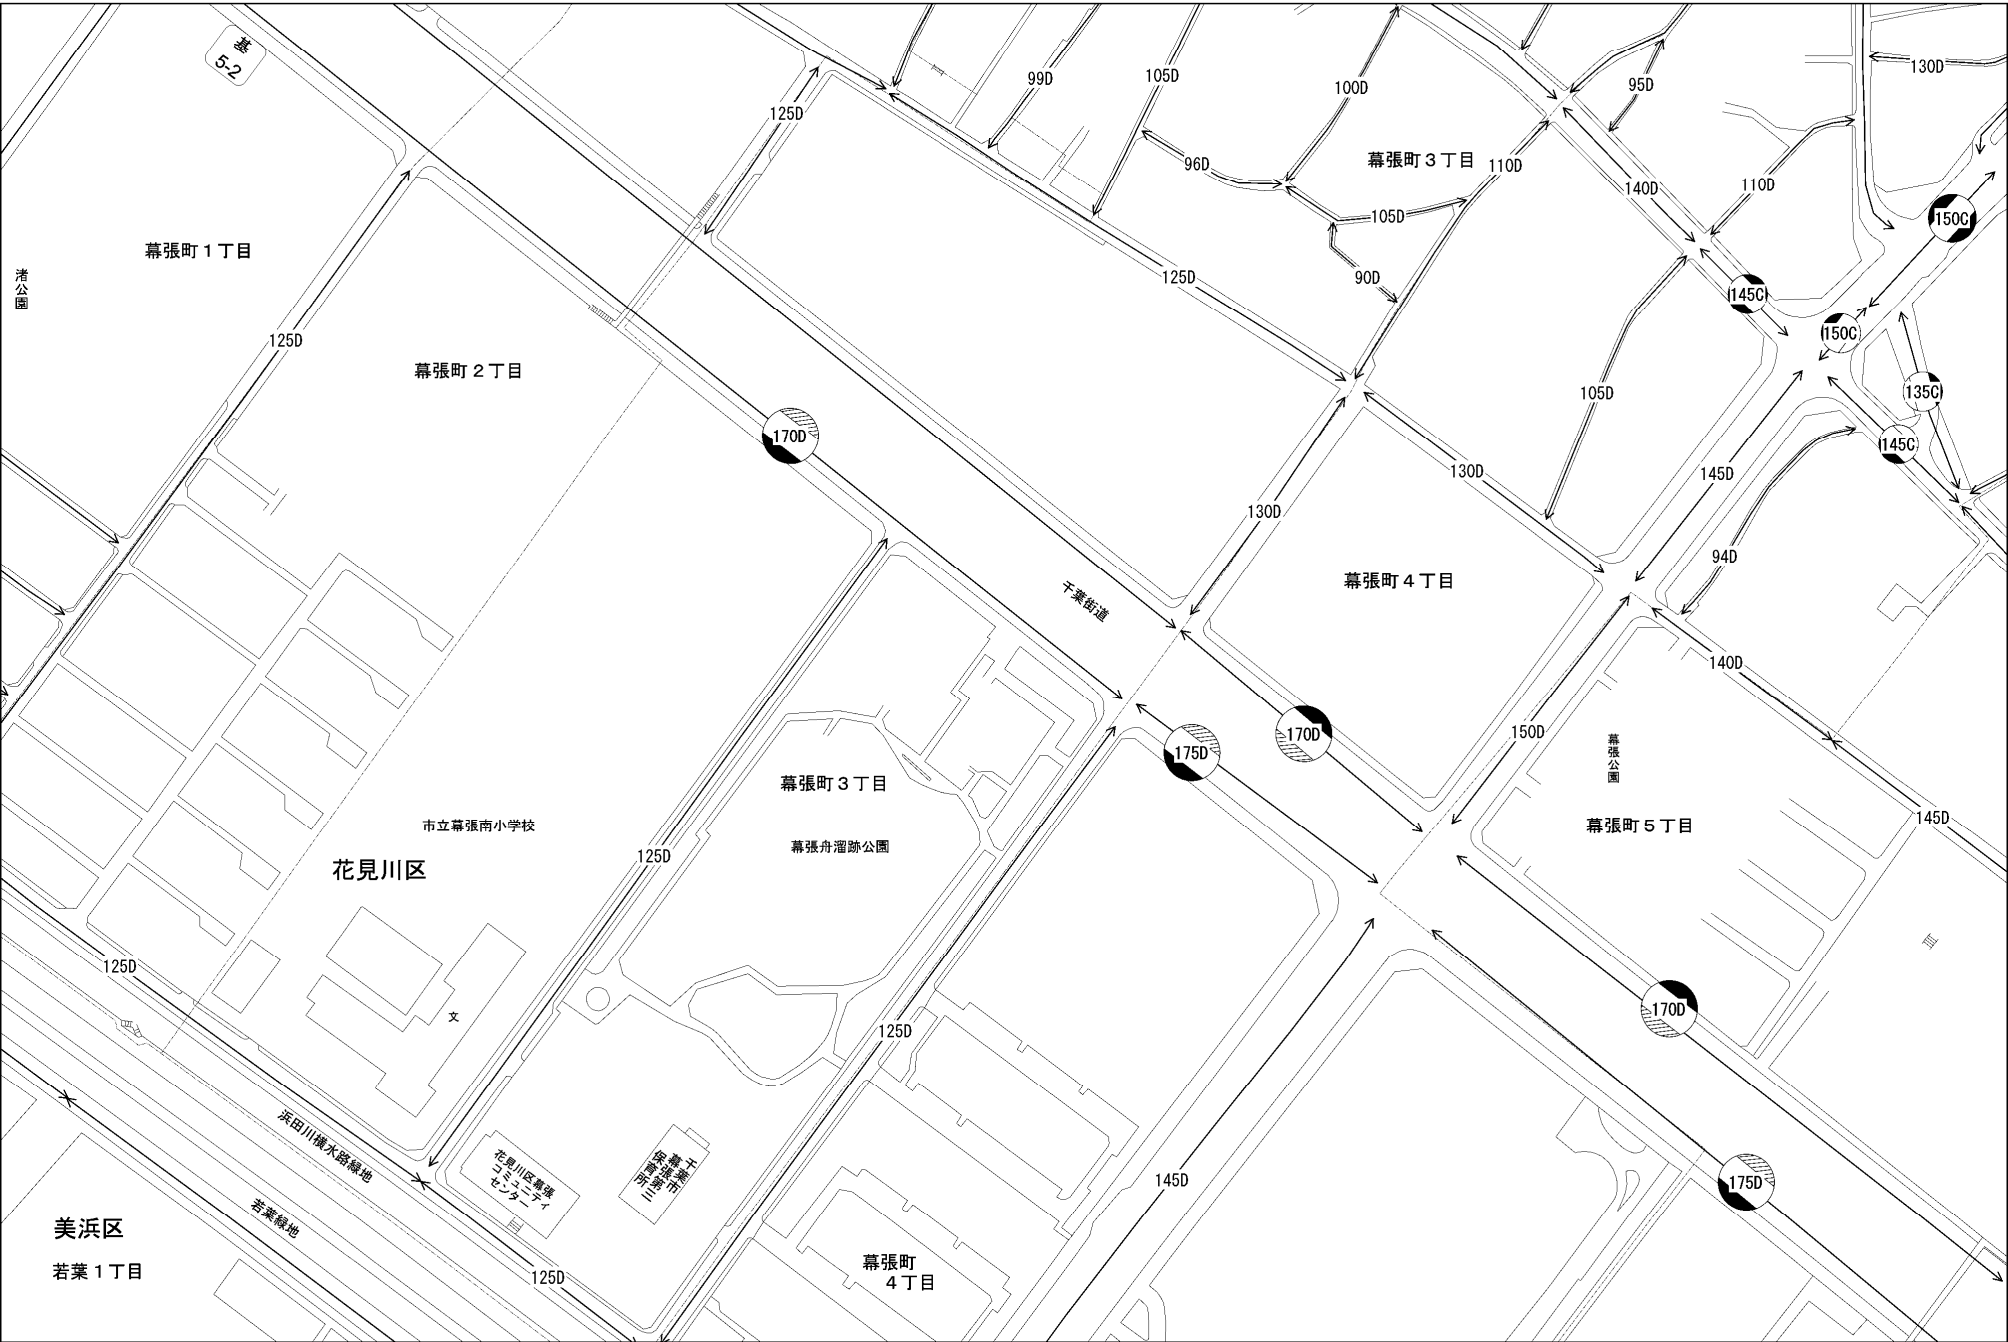 基
5-2
99D
105D
100D
95D
130D
125D
96D
幕張町3丁目
110D
140D
110D
150C
105D
幕張町1丁目
渚公園
90D
125D
145C
125D
150C
幕張町2丁目
105D
135C
170D
145C
130D
145D
130D
94D
千葉街道
幕張町4丁目
140D
150D
170D
175D
幕張公園
幕張町3丁目
145D
市立幕張南小学校
幕張町5丁目
幕張舟溜跡公園
125D
花見川区
125D
170D
文
125D
浜田川横水路緑地
花見川区幕張
コミュニティ
センター
千葉市
幕張第三
保育所
145D
175D
若葉緑地
美浜区
若葉1丁目
幕張町
4丁目
125D